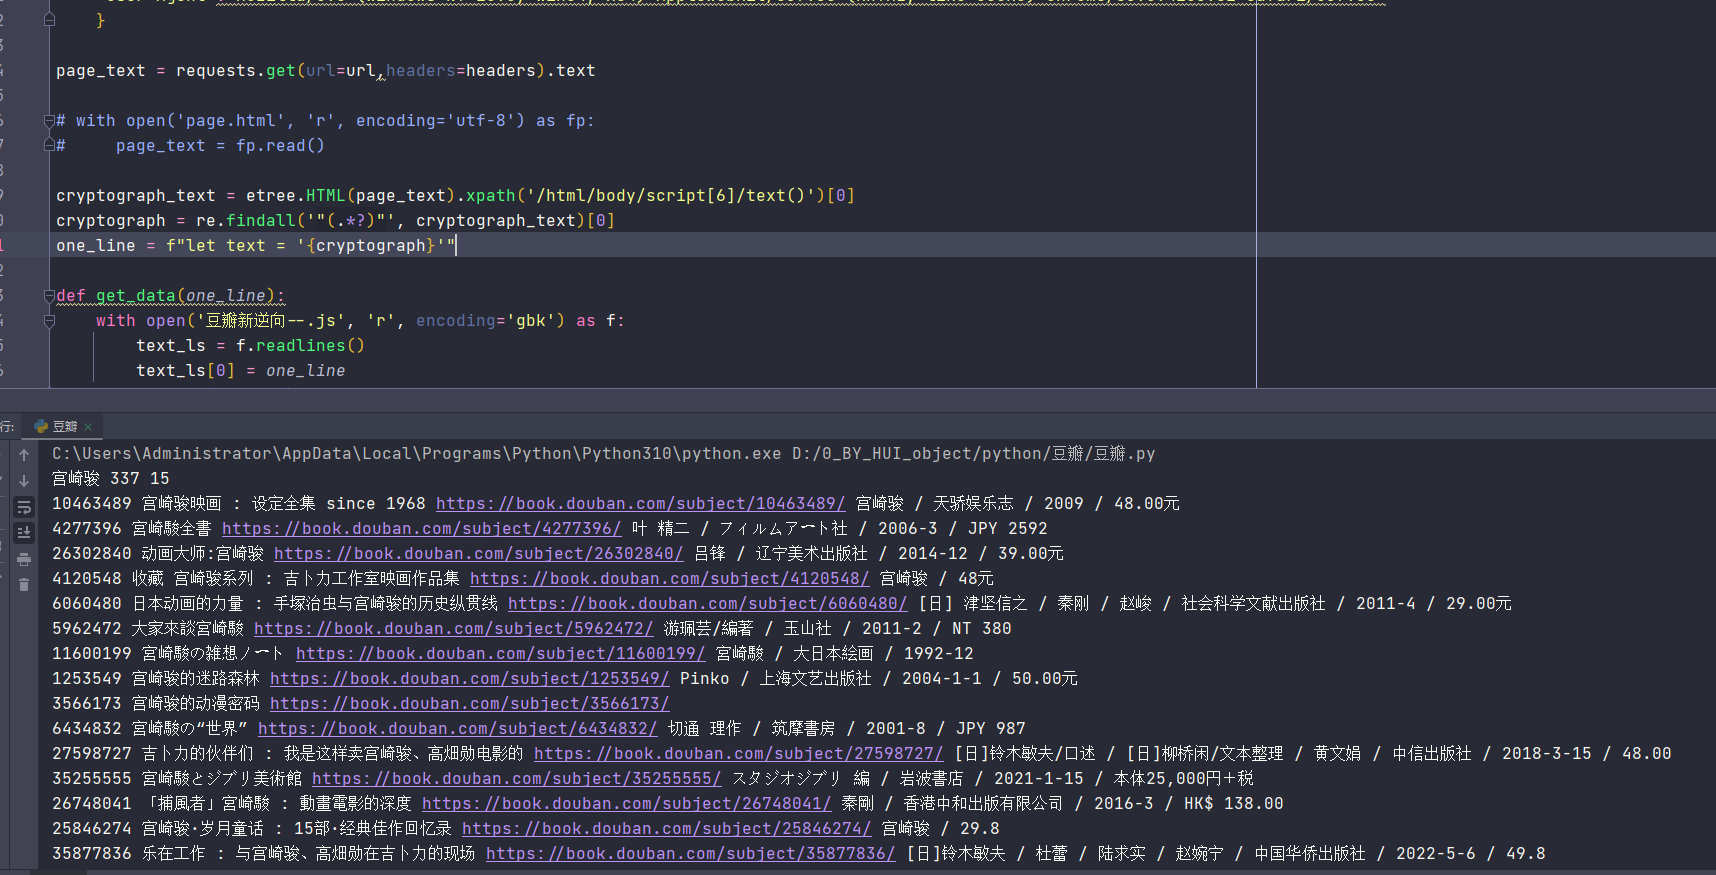 }
page_text = requests.get(url=url,headers=headers).text
# with open('page.html', 'r', encoding='utf-8') as fp:
#     page_text = fp.read()
cryptograph_text = etree.HTML(page_text).xpath('/html/body/script[6]/text()')[0]
cryptograph = re.findall('"(.*?)"', cryptograph_text)[0]
one_line = f"let text = '{cryptograph}'"
def get_data(one_line):
with open('豆瓣新逆向--.js', 'r', encoding='gbk') as f:
text_ls = f.readlines()
text_ls[0] = one_line
行: 豆瓣 ×
C:\Users\Administrator\AppData\Local\Programs\Python\Python310\python.exe D:/0_BY_HUI_object/python/豆瓣/豆瓣.py
宫崎骏 337 15
10463489 宫崎骏映画 : 设定全集 since 1968 https://book.douban.com/subject/10463489/ 宫崎骏 / 天骄娱乐志 / 2009 / 48.00元
4277396 宮崎駿全書 https://book.douban.com/subject/4277396/ 叶 精二 / フィルムアート社 / 2006-3 / JPY 2592
26302840 动画大师:宫崎骏 https://book.douban.com/subject/26302840/ 吕锋 / 辽宁美术出版社 / 2014-12 / 39.00元
4120548 收藏 宫崎骏系列 : 吉卜力工作室映画作品集 https://book.douban.com/subject/4120548/ 宫崎骏 / 48元
6060480 日本动画的力量 : 手塚治虫与宫崎骏的历史纵贯线 https://book.douban.com/subject/6060480/ [日] 津坚信之 / 秦刚 / 赵峻 / 社会科学文献出版社 / 2011-4 / 29.00元
5962472 大家來談宮崎駿 https://book.douban.com/subject/5962472/ 游珮芸/編著 / 玉山社 / 2011-2 / NT 380
11600199 宮崎駿の雑想ノート https://book.douban.com/subject/11600199/ 宮崎駿 / 大日本絵画 / 1992-12
1253549 宫崎骏的迷路森林 https://book.douban.com/subject/1253549/ Pinko / 上海文艺出版社 / 2004-1-1 / 50.00元
3566173 宫崎骏的动漫密码 https://book.douban.com/subject/3566173/
6434832 宮崎駿の“世界” https://book.douban.com/subject/6434832/ 切通 理作 / 筑摩書房 / 2001-8 / JPY 987
27598727 吉卜力的伙伴们 : 我是这样卖宫崎骏、高畑勋电影的 https://book.douban.com/subject/27598727/ [日]铃木敏夫/口述 / [日]柳桥闲/文本整理 / 黄文娟 / 中信出版社 / 2018-3-15 / 48.00
35255555 宮崎駿とジブリ美術館 https://book.douban.com/subject/35255555/ スタジオジブリ 編 / 岩波書店 / 2021-1-15 / 本体25,000円＋税
26748041 「捕風者」宮崎駿 : 動畫電影的深度 https://book.douban.com/subject/26748041/ 秦剛 / 香港中和出版有限公司 / 2016-3 / HK$ 138.00
25846274 宫崎骏·岁月童话 : 15部·经典佳作回忆录 https://book.douban.com/subject/25846274/ 宫崎骏 / 29.8
35877836 乐在工作 : 与宫崎骏、高畑勋在吉卜力的现场 https://book.douban.com/subject/35877836/ [日]铃木敏夫 / 杜蕾 / 陆求实 / 赵婉宁 / 中国华侨出版社 / 2022-5-6 / 49.8